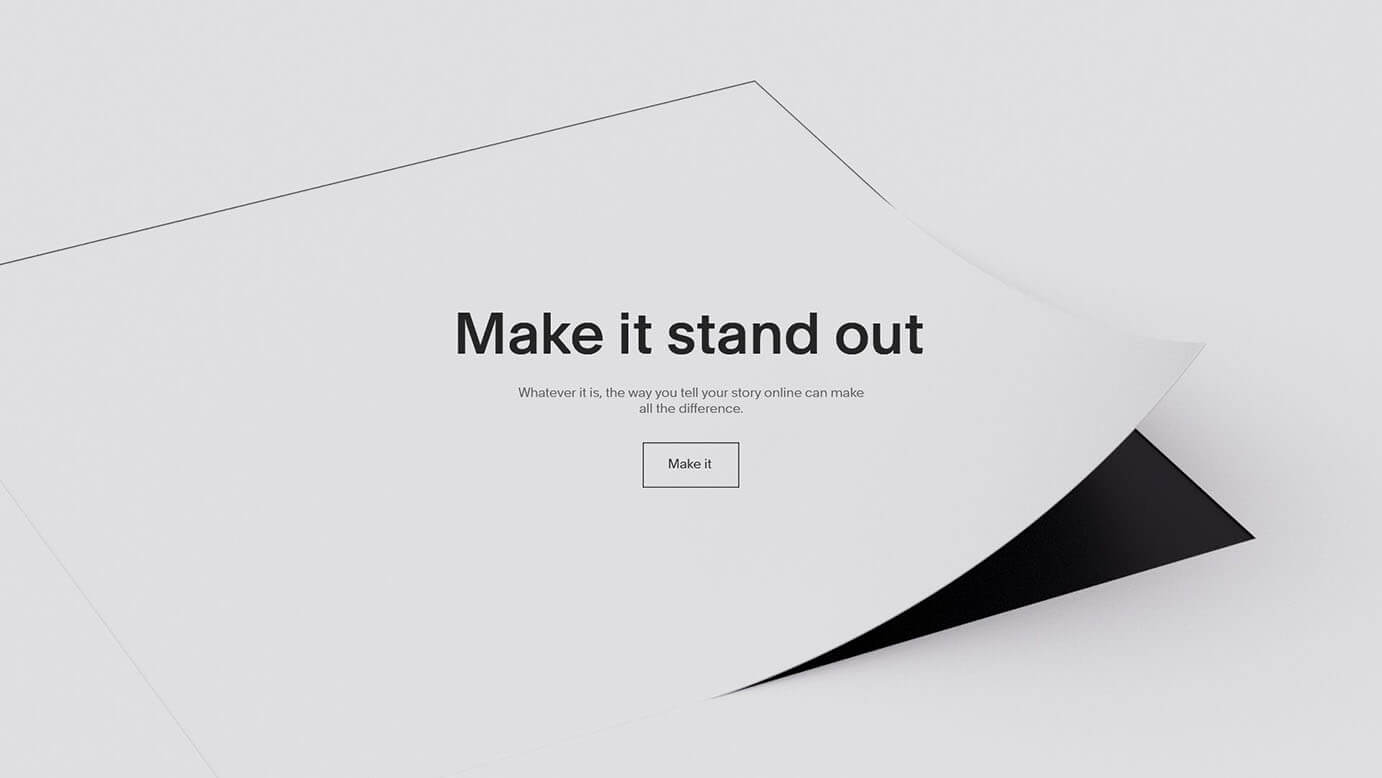 Make it stand out
Whatever it is, the way you tell your story online can make
all the difference.
Make it